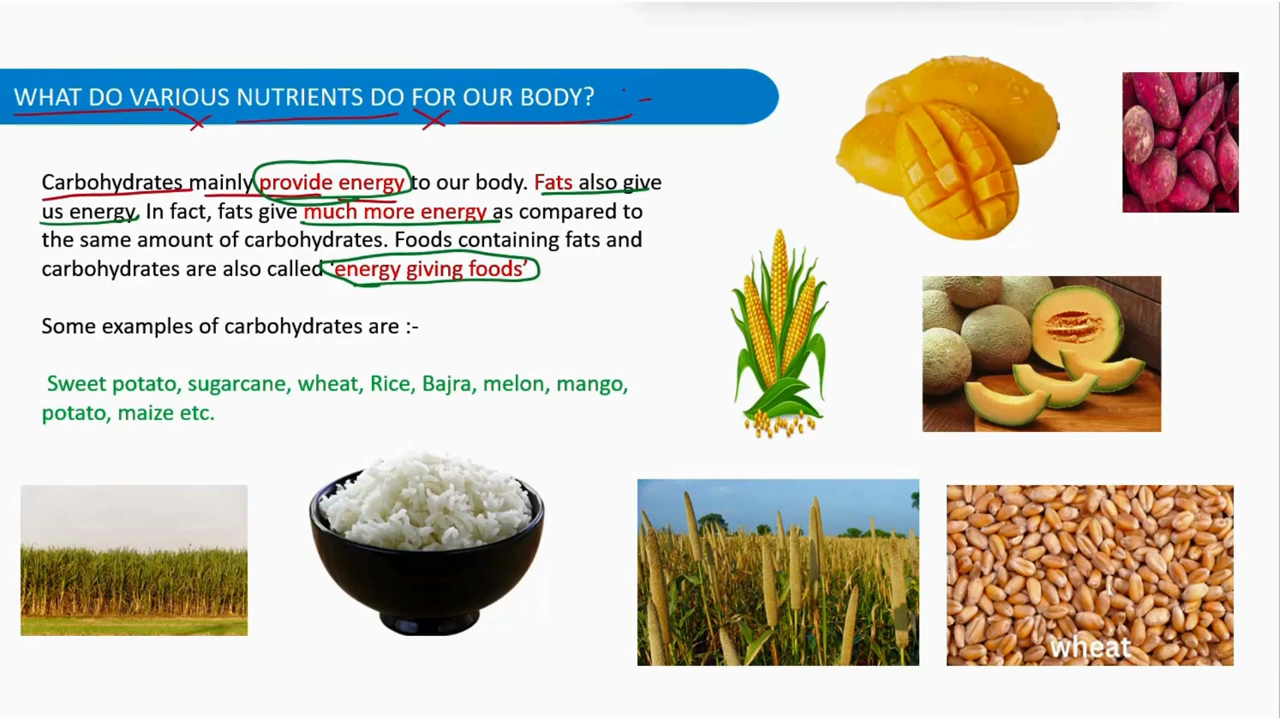 WHAT DO VARIOUS NUTRIENTS DO FOR OUR BODY?
Carbohydrates mainly provide energy to our body. Fats also give
us energy. In fact, fats give much more energy as compared to
the same amount of carbohydrates. Foods containing fats and
carbohydrates are also called ‘energy giving foods’
Some examples of carbohydrates are :-
Sweet potato, sugarcane, wheat, Rice, Bajra, melon, mango,
potato, maize etc.
wheat